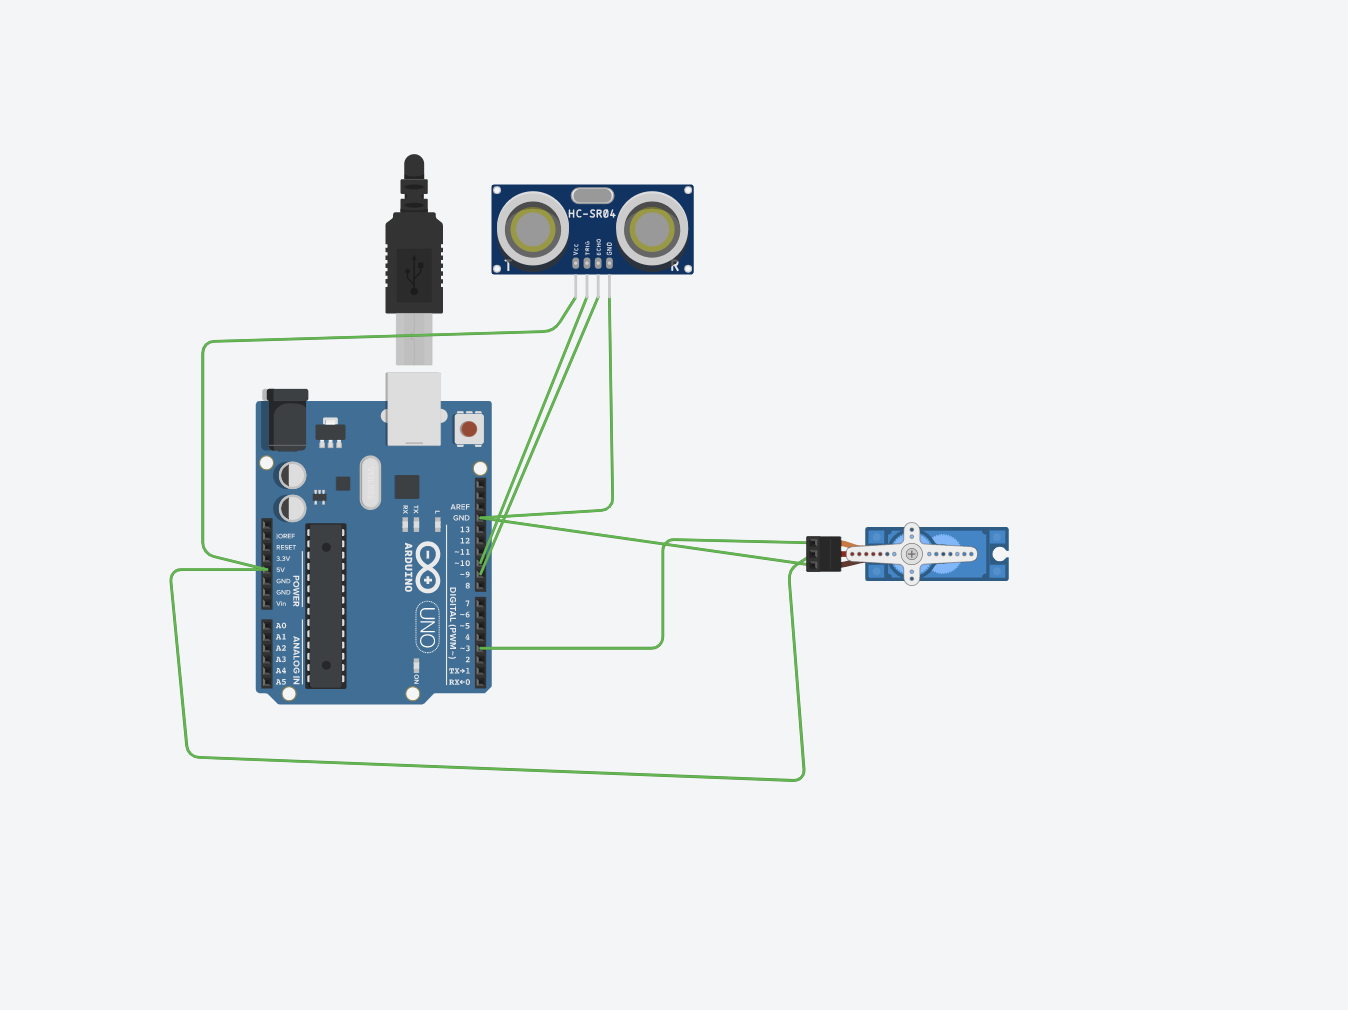 HC-SR04
VCC
TRIG
ECHO
GND
T
R
RX
TX
L
AREF
GND
13
12
~11
~10
~9
8
IOREF
RESET
3.3V
5V
GND
GND
Vin
POWER
ARDUINO
UNO
DIGITAL (PWM~)
7
~6
~5
4
~3
2
TX→1
RX←0
A0
A1
A2
A3
A4
A5
ANALOG IN
ON